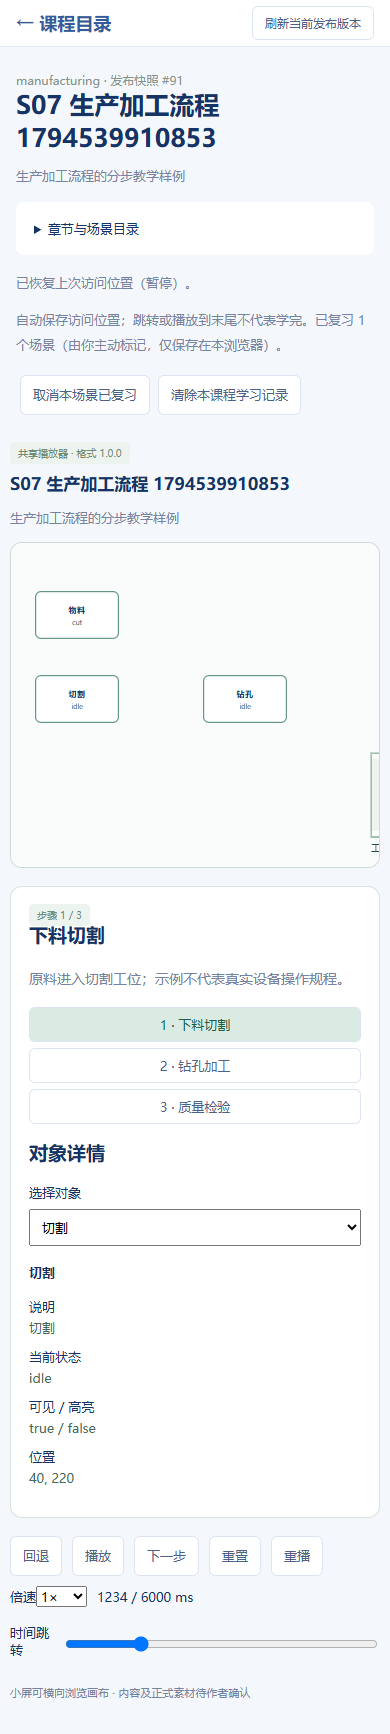 ← 课程目录
刷新当前发布版本
manufacturing · 发布快照 #91
S07 生产加工流程
1794539910853
生产加工流程的分步教学样例
▶ 章节与场景目录
已恢复上次访问位置（暂停）。
自动保存访问位置；跳转或播放到末尾不代表学完。已复习 1
个场景（由你主动标记，仅保存在本浏览器）。
取消本场景已复习
清除本课程学习记录
共享播放器 · 格式 1.0.0
S07 生产加工流程 1794539910853
生产加工流程的分步教学样例
物料
cut
切割
idle
钻孔
idle
步骤 1 / 3
下料切割
原料进入切割工位；示例不代表真实设备操作规程。
1 · 下料切割
2 · 钻孔加工
3 · 质量检验
对象详情
选择对象
切割
切割
说明
切割
当前状态
idle
可见 / 高亮
true / false
位置
40, 220
回退
播放
下一步
重置
重播
倍速 1× 1234 / 6000 ms
时间跳
转
小屏可横向浏览画布 · 内容及正式素材待作者确认